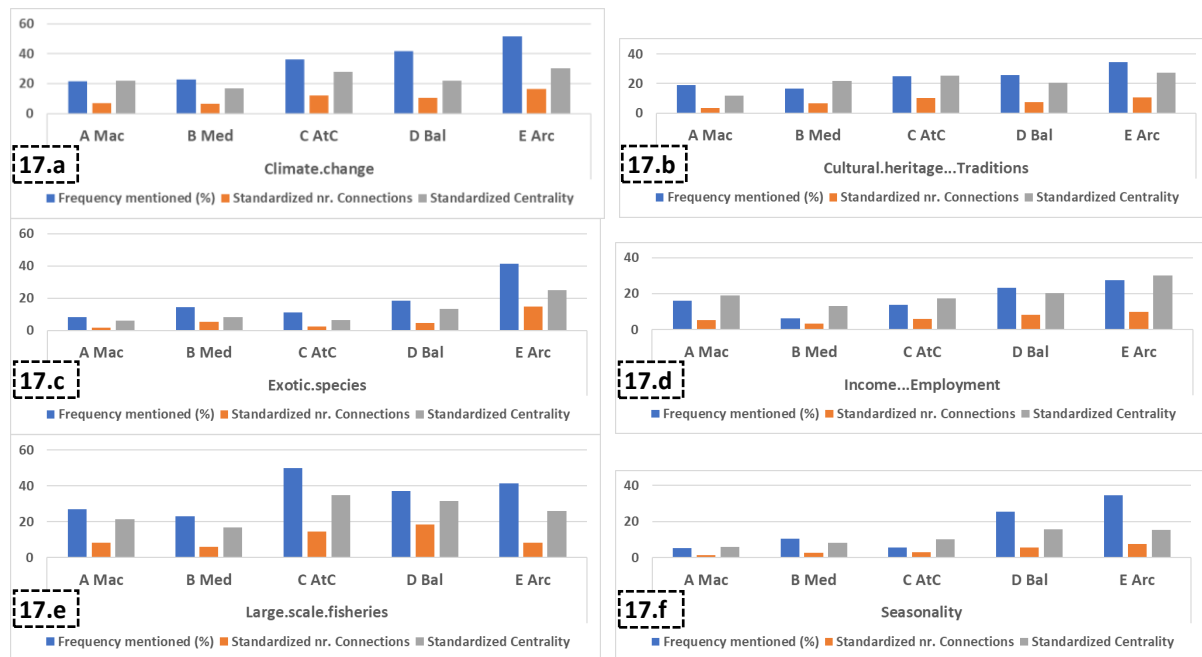 60
40
20
0
A Mac B Med C AtC D Bal E Arc
17.a
Climate.change
Frequency mentioned (%) Standardized nr. Connections Standardized Centrality
40
20
0
A Mac B Med C AtC D Bal E Arc
17.b
Cultural.heritage...Traditions
Frequency mentioned (%) Standardized nr. Connections Standardized Centrality
60
40
20
0
A Mac B Med C AtC D Bal E Arc
17.c
Exotic.species
Frequency mentioned (%) Standardized nr. Connections Standardized Centrality
40
20
0
A Mac B Med C AtC D Bal E Arc
17.d
Income...Employment
Frequency mentioned (%) Standardized nr. Connections Standardized Centrality
60
40
20
0
A Mac B Med C AtC D Bal E Arc
17.e
Large.scale.fisheries
Frequency mentioned (%) Standardized nr. Connections Standardized Centrality
40
20
0
A Mac B Med C AtC D Bal E Arc
17.f
Seasonality
Frequency mentioned (%) Standardized nr. Connections Standardized Centrality